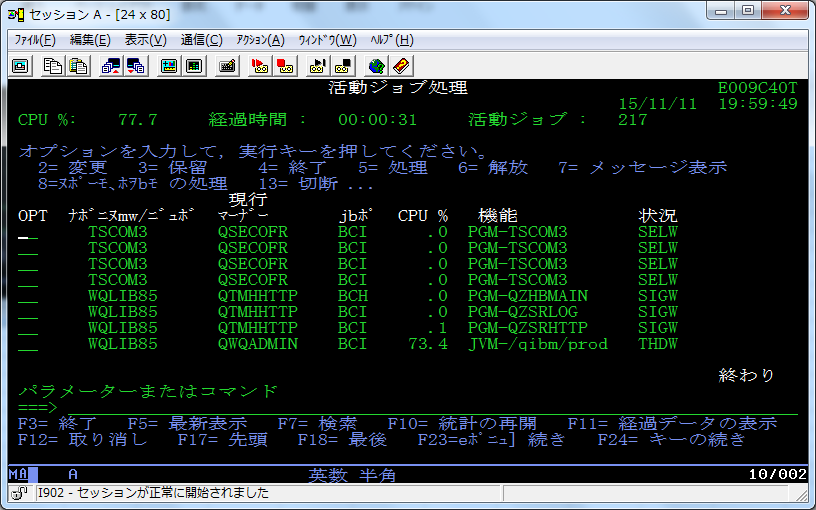 セッション A - [24 x 80]
ﾌｧｲﾙ(F) 編集(E) 表示(V) 通信(C) ｱｸｼｮﾝ(A) ｳｨﾝﾄﾞｳ(W) ﾍﾙﾌﾟ(H)
活動ジョブ処理 E009C40T
15/11/11 19:59:49
CPU %: 77.7 経過時間 : 00:00:31 活動ジョブ : 217
オプションを入力して, 実行キーを押してください。
2= 変更 3= 保留 4= 終了 5= 処理 6= 解放 7= メッセージ表示
8=ﾇﾎﾟｰﾓ､ﾎｦbﾓ の処理 13= 切断 ...
現行
OPT ﾅﾎﾞﾆﾇmw/ﾆﾞｭﾎﾞ ﾏｰﾅﾞｰ jbﾎﾟ CPU % 機能 状況
__ TSCOM3 QSECOFR BCI .0 PGM-TSCOM3 SELW
__ TSCOM3 QSECOFR BCI .0 PGM-TSCOM3 SELW
__ TSCOM3 QSECOFR BCI .0 PGM-TSCOM3 SELW
__ TSCOM3 QSECOFR BCI .0 PGM-TSCOM3 SELW
__ WQLIB85 QTMHHTTP BCH .0 PGM-QZHBMAIN SIGW
__ WQLIB85 QTMHHTTP BCI .0 PGM-QZSRLOG SIGW
__ WQLIB85 QTMHHTTP BCI .1 PGM-QZSRHTTP SIGW
__ WQLIB85 QWQADMIN BCI 73.4 JVM-/qibm/prod THDW
終わり
パラメーターまたはコマンド
===>
F3= 終了 F5= 最新表示 F7= 検索 F10= 統計の再開 F11= 経過データの表示
F12= 取り消し F17= 先頭 F18= 最後 F23=eﾎﾞﾆｭ] 続き F24= キーの続き
MA A 英数 半角 10/002
I902 - セッションが正常に開始されました